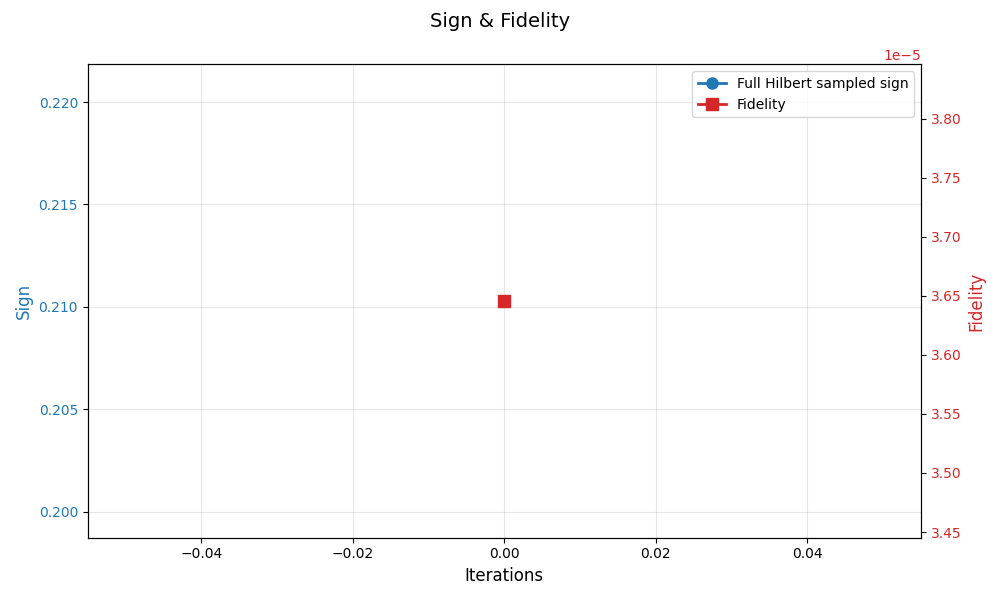 Sign & Fidelity
1e−5
Full Hilbert sampled sign
Fidelity
0.220
0.215
0.210
0.205
0.200
Sign
3.80
3.75
3.70
3.65
3.60
3.55
3.50
3.45
Fidelity
−0.04 −0.02 0.00 0.02 0.04
Iterations